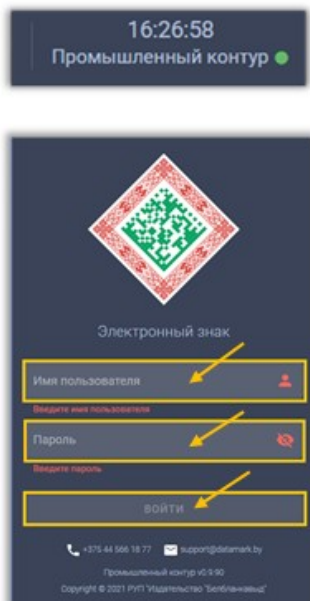 16:26:58
Промышленный контур
Электронный знак
Имя пользователя
Введите имя пользователя
Пароль
Введите пароль
ВОЙТИ
+375 44 566 18 77 support@datamark.by
Промышленный контур v0.9.90
Copyright © 2021 РУП "Издательство "Белбланкавыд"